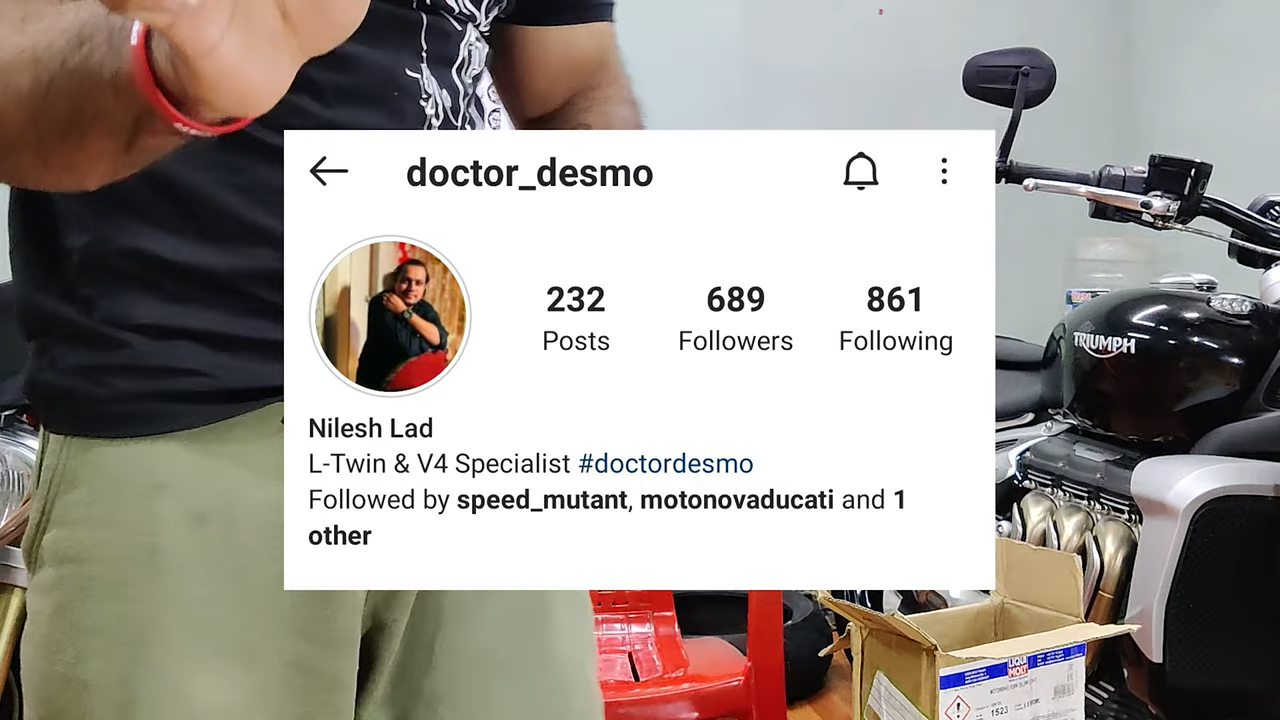 doctor_desmo
232 689 861
Posts Followers Following
Nilesh Lad
L-Twin & V4 Specialist #doctordesmo
Followed by speed_mutant, motonovaducati and 1
other
TRIUMPH
LIQUI
MOLY
1523